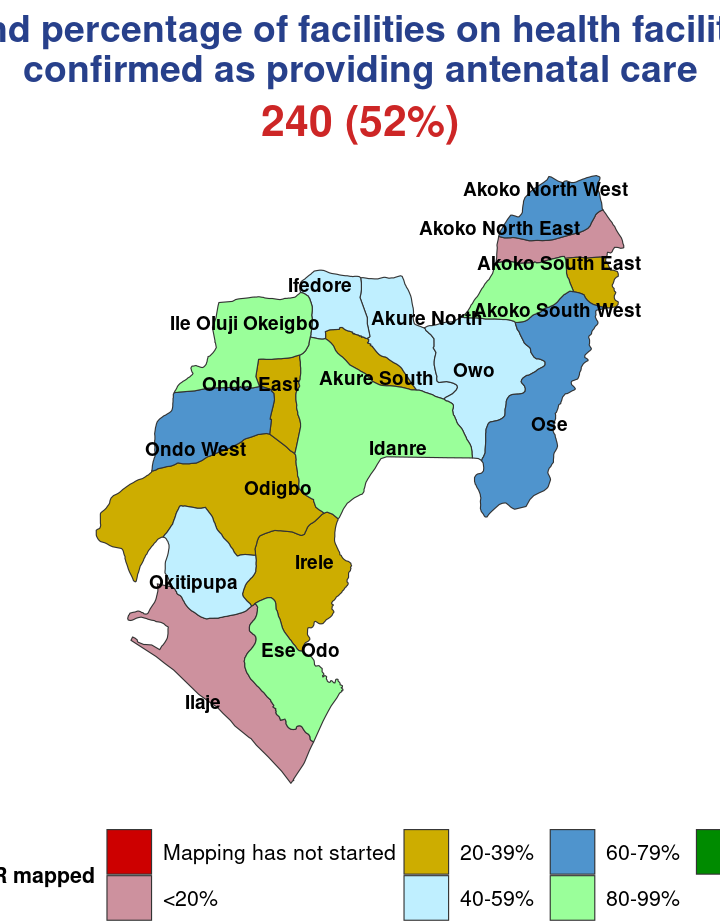 percentage of facilities on health
confirmed as providing antenatal care
240 (52%)
Akoko North West
Akoko North East
Akoko South East
Ifedore
Akoko South West
Akure North
Ile Oluji Okeigbo
Owo
Akure South
Ondo East
Ose
Idanre
Ondo West
Odigbo
Irele
Okitipupa
Ese Odo
Ilaje
Mapping has not started
20-39%
60-79%
mapped
<20%
40-59%
80-99%